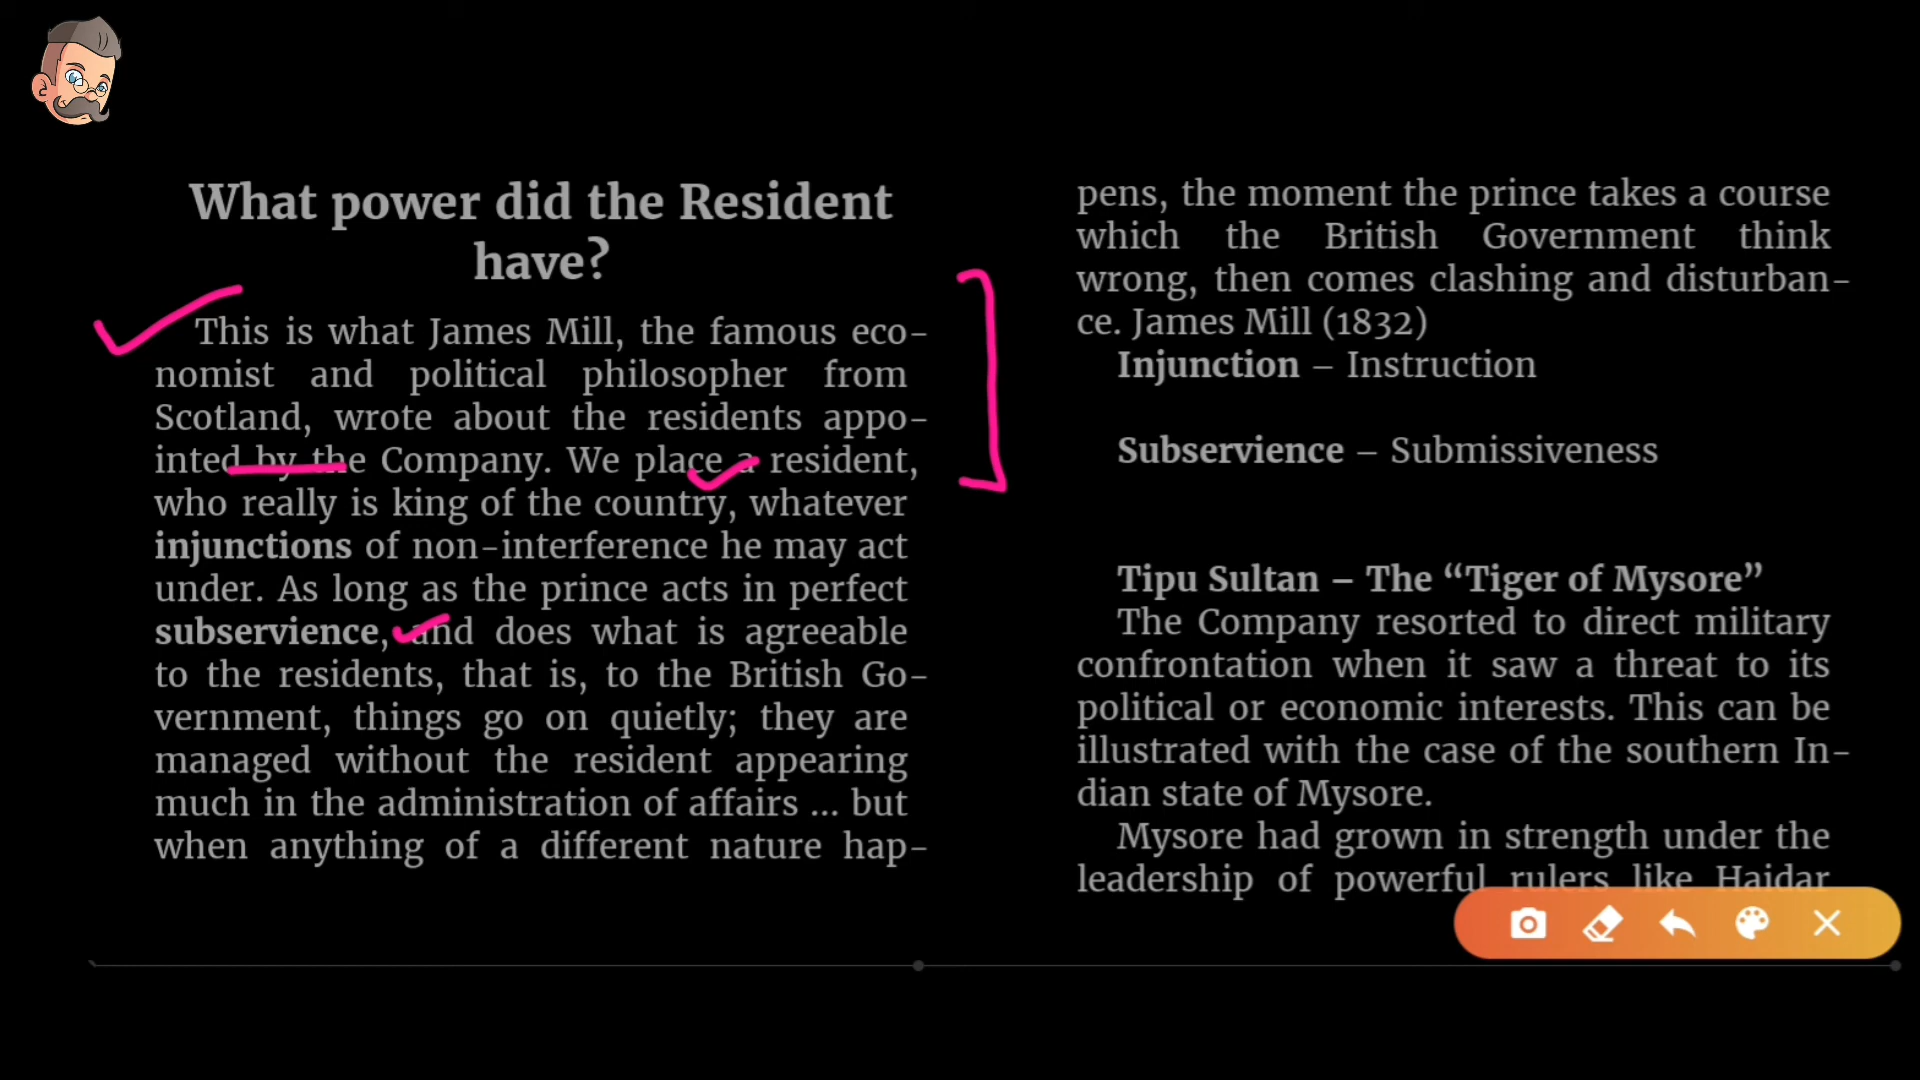 What power did the Resident
have?
This is what James Mill, the famous eco-
nomist and political philosopher from
Scotland, wrote about the residents appo-
inted by the Company. We place a resident,
who really is king of the country, whatever
injunctions of non-interference he may act
under. As long as the prince acts in perfect
subservience, and does what is agreeable
to the residents, that is, to the British Go-
vernment, things go on quietly; they are
managed without the resident appearing
much in the administration of affairs ... but
when anything of a different nature hap-
pens, the moment the prince takes a course
which the British Government think
wrong, then comes clashing and disturban-
ce. James Mill (1832)
Injunction – Instruction
Subservience – Submissiveness
Tipu Sultan – The “Tiger of Mysore”
The Company resorted to direct military
confrontation when it saw a threat to its
political or economic interests. This can be
illustrated with the case of the southern In-
dian state of Mysore.
Mysore had grown in strength under the
leadership of powerful rulers like Haidar